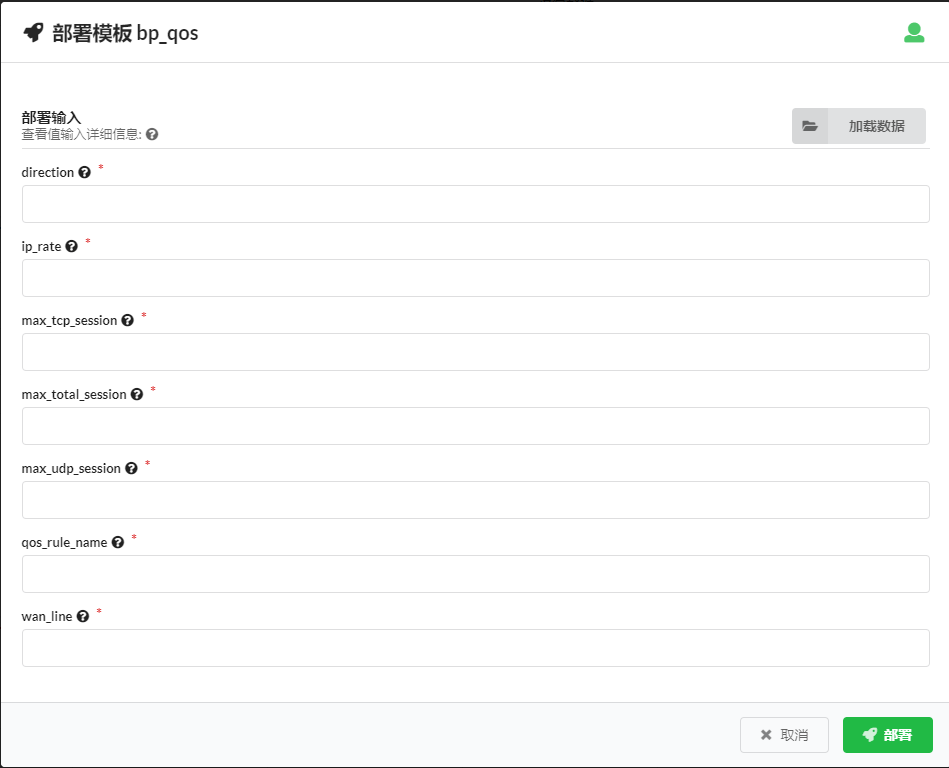 部署模板 bp_qos
部署输入
查看值输入详细信息:
加载数据
direction *
ip_rate *
max_tcp_session *
max_total_session *
max_udp_session *
qos_rule_name *
wan_line *
取消
部署